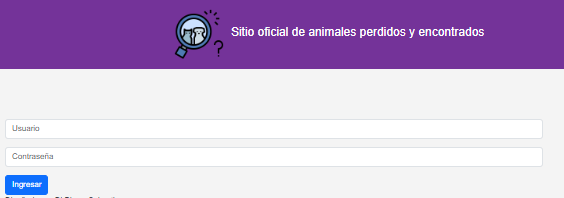 Sitio oficial de animales perdidos y encontrados
Usuario
Contraseña
Ingresar